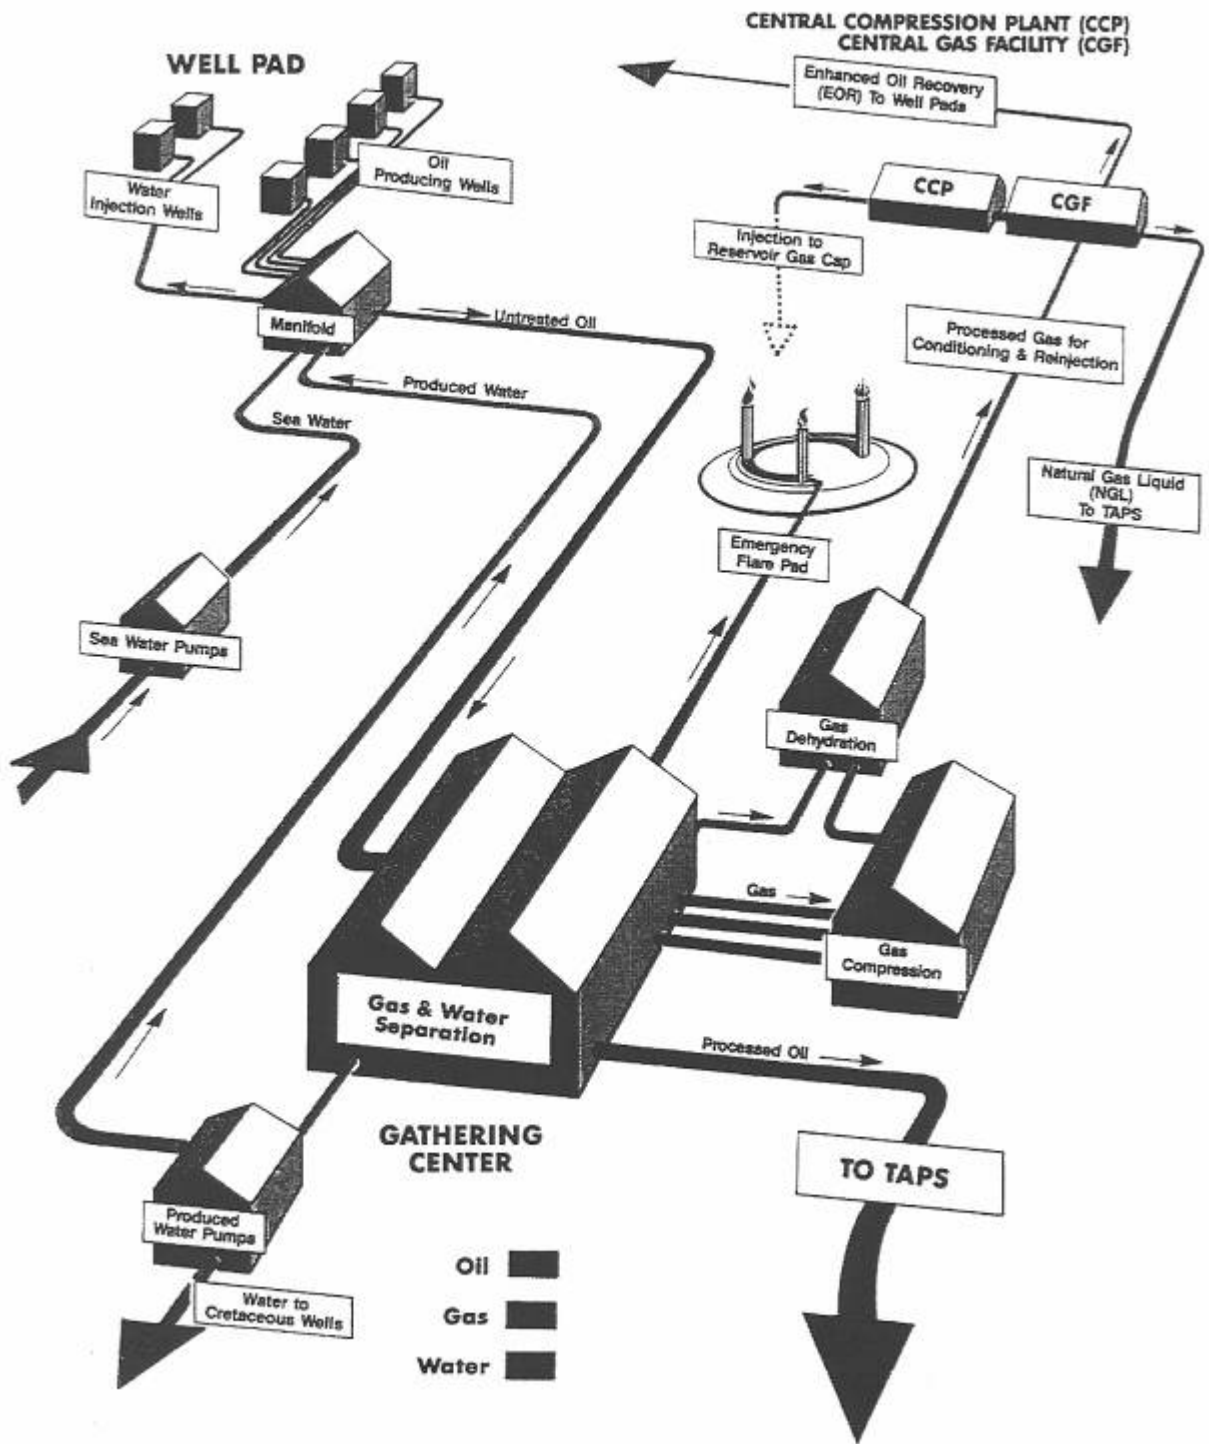 CENTRAL COMPRESSION PLANT (CCP)
CENTRAL GAS FACILITY (CGF)
WELL PAD
Enhanced Oil Recovery
(EOR) To Well Pads
Oil
Producing Wells
Water
Injection Wells
CCP
CGF
Injection to
Reservoir Gas Cap
Manifold
Untreated Oil
Processed Gas for
Conditioning & Reinjection
Produced Water
Sea Water
Natural Gas Liquid
(NGL)
To TAPS
Emergency
Flare Pad
Sea Water Pumps
Gas
Dehydration
Gas
Gas
Compression
Gas & Water
Separation
Processed Oil
GATHERING
CENTER
TO TAPS
Produced
Water Pumps
Oil
Water to
Cretaceous Wells
Gas
Water